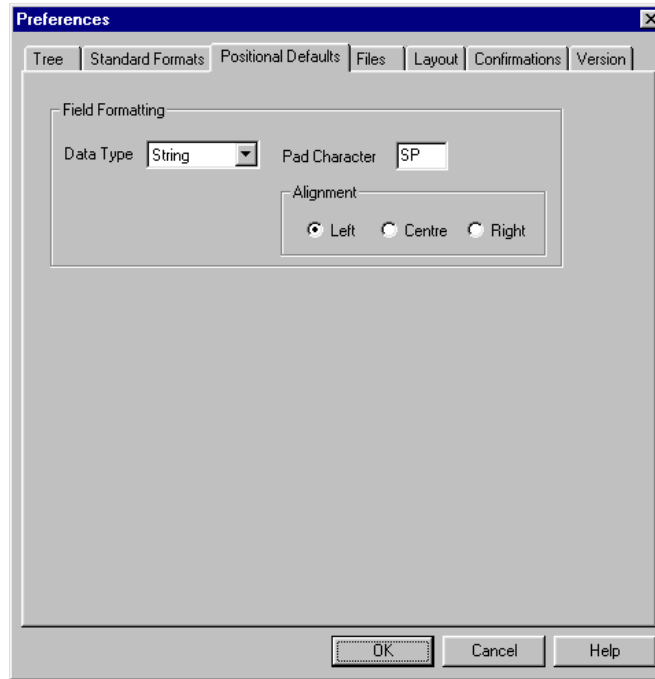 Preferences
Tree Standard Formats Positional Defaults Files Layout Confirmations Version
Field Formatting
Data Type String Pad Character SP
Alignment
Left Centre Right
OK Cancel Help